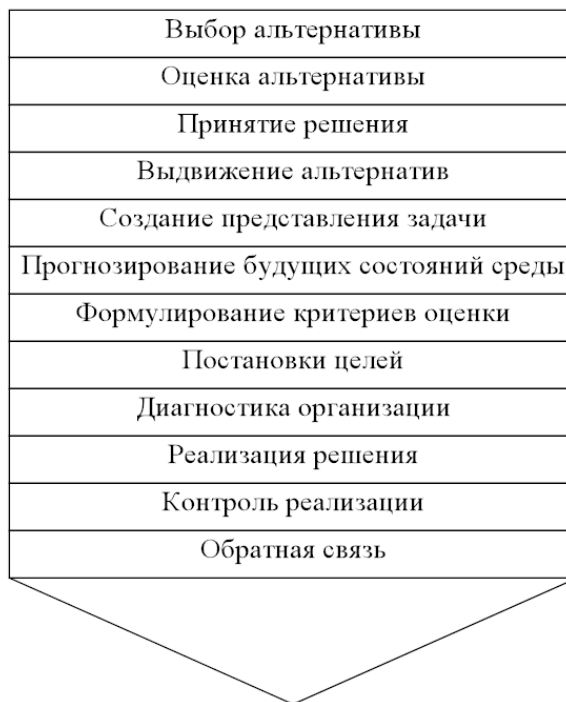 Выбор альтернативы
Оценка альтернативы
Принятие решения
Выдвижение альтернатив
Создание представления задачи
Прогнозирование будущих состояний среды
Формулирование критериев оценки
Постановки целей
Диагностика организации
Реализация решения
Контроль реализации
Обратная связь